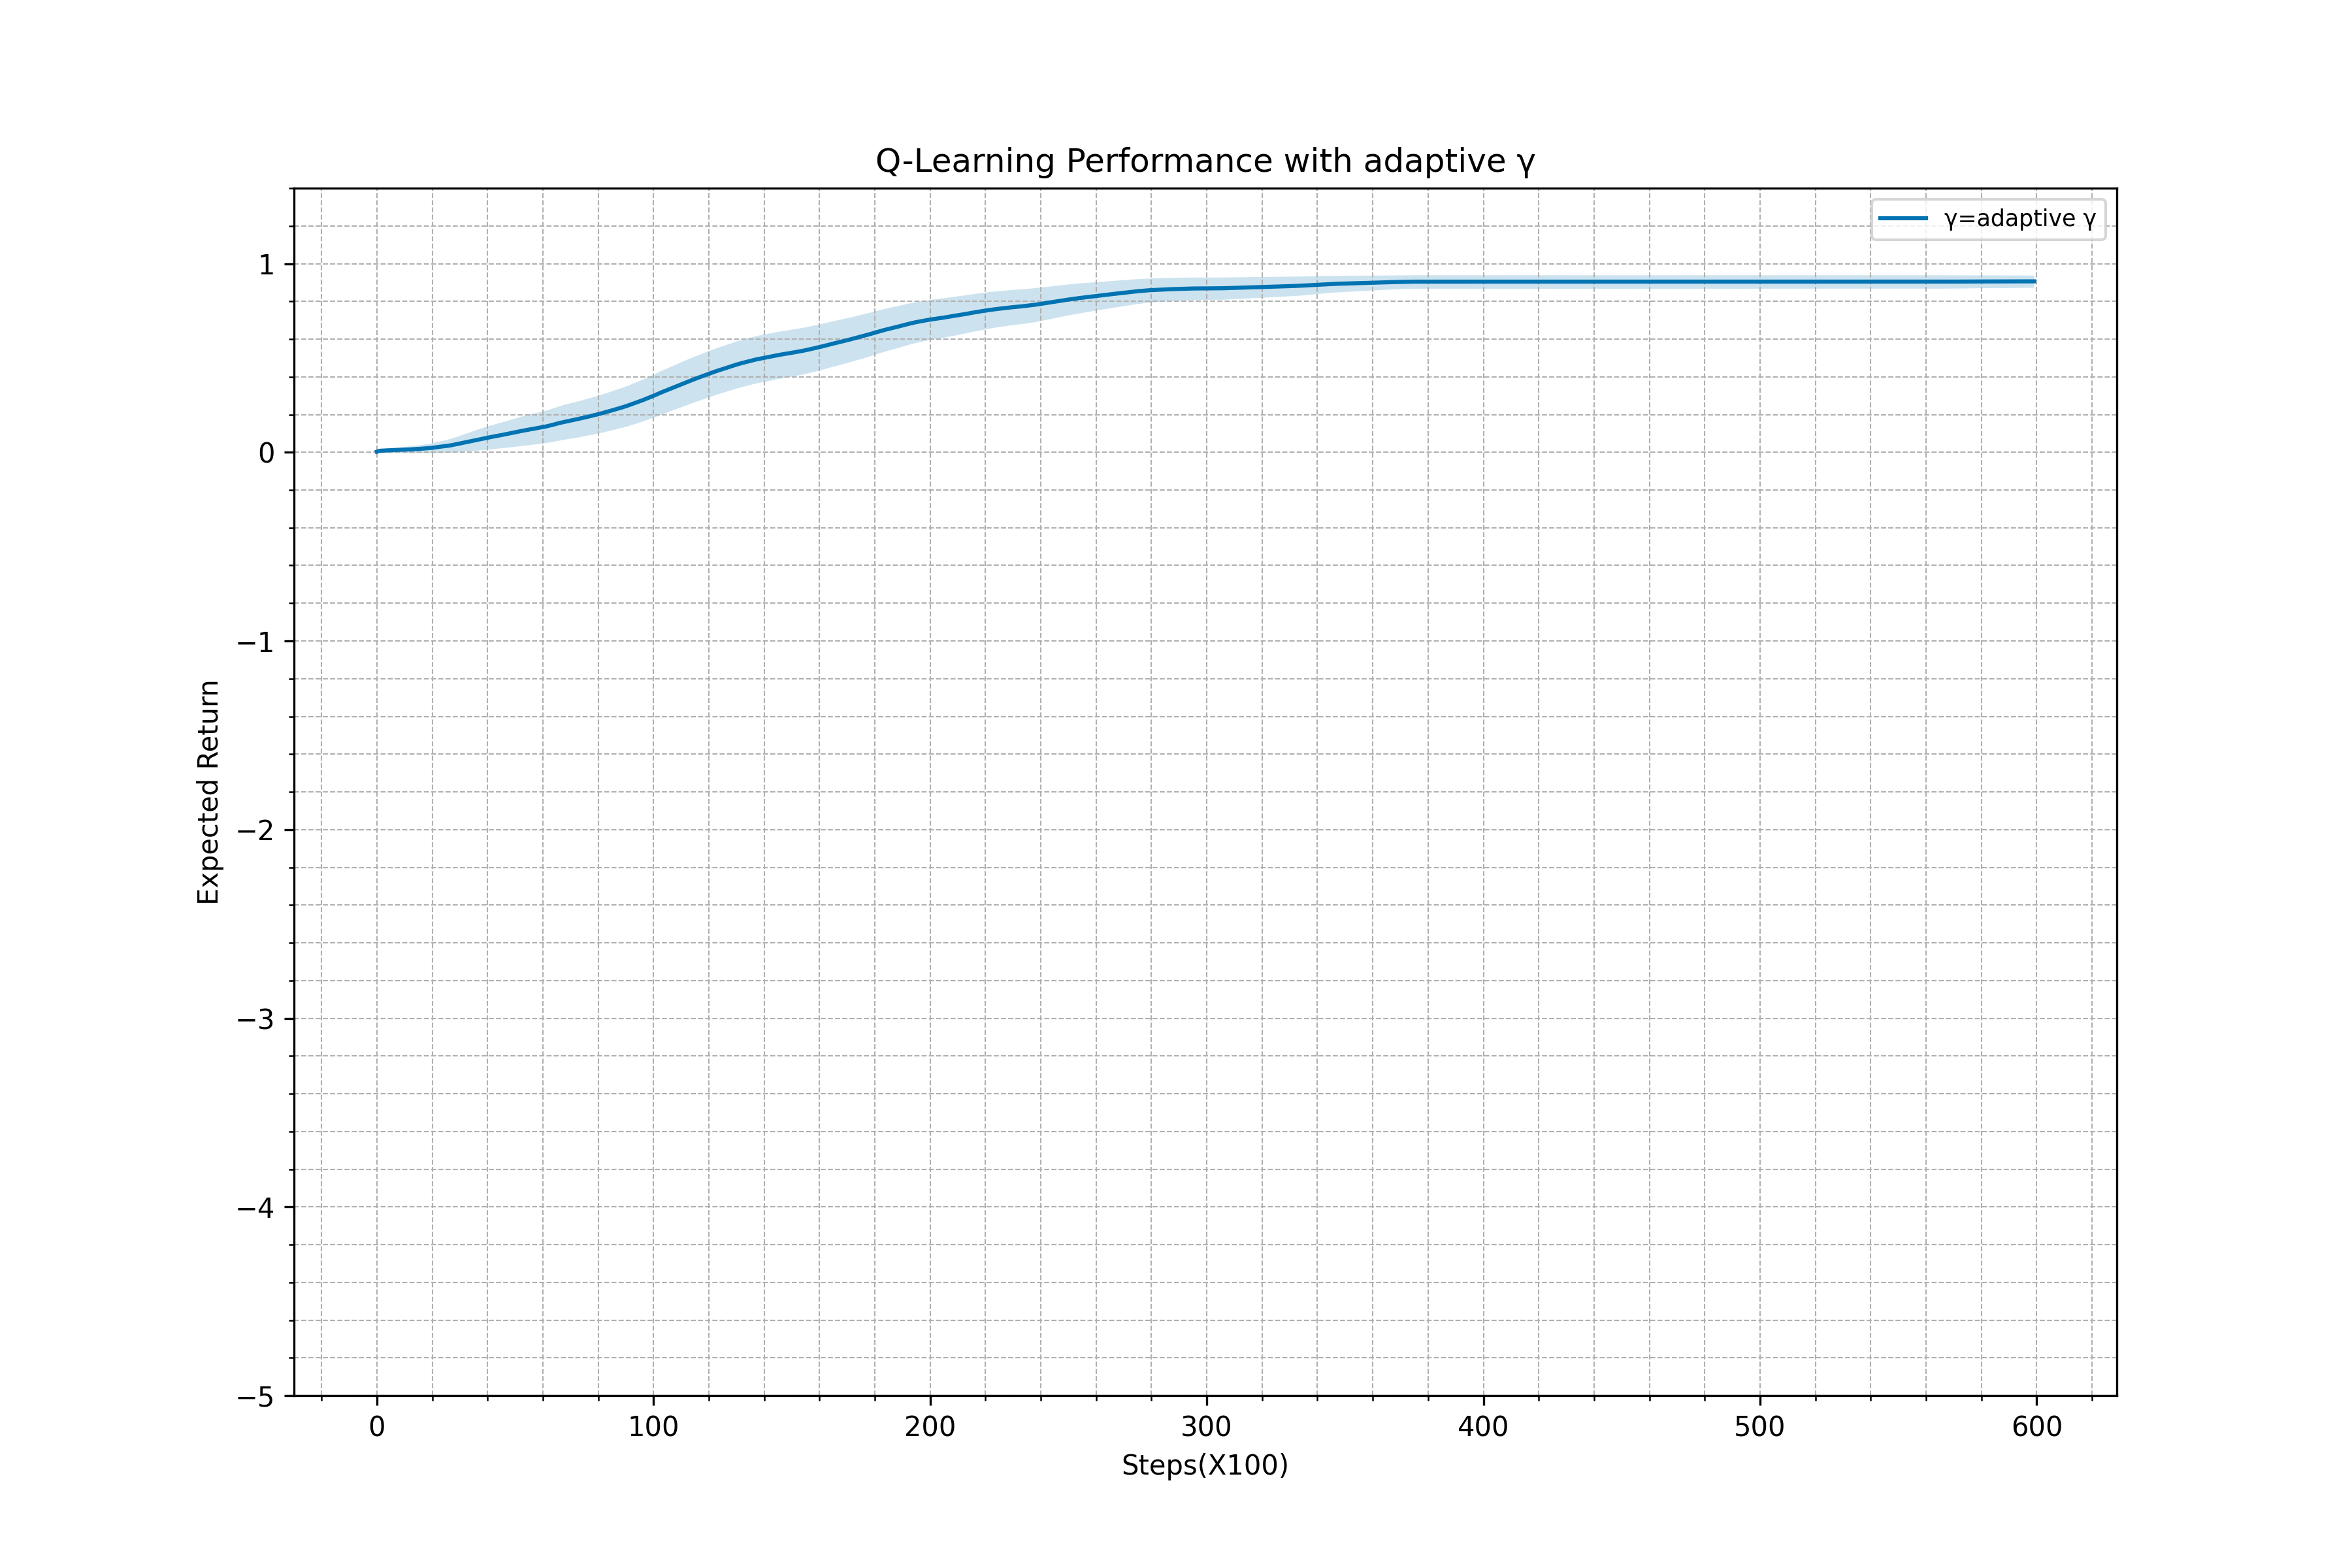 Q-Learning Performance with adaptive γ
γ=adaptive γ
1
0
−1
−2
−3
−4
−5
Expected Return
0 100 200 300 400 500 600
Steps(X100)